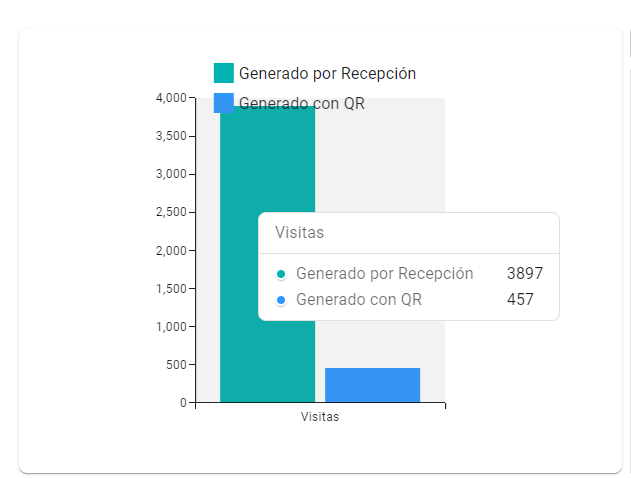 Generado por Recepción
Generado con QR
4,000
3,500
3,000
2,500
2,000
1,500
1,000
500
0
Visitas
Visitas
Generado por Recepción 3897
Generado con QR 457